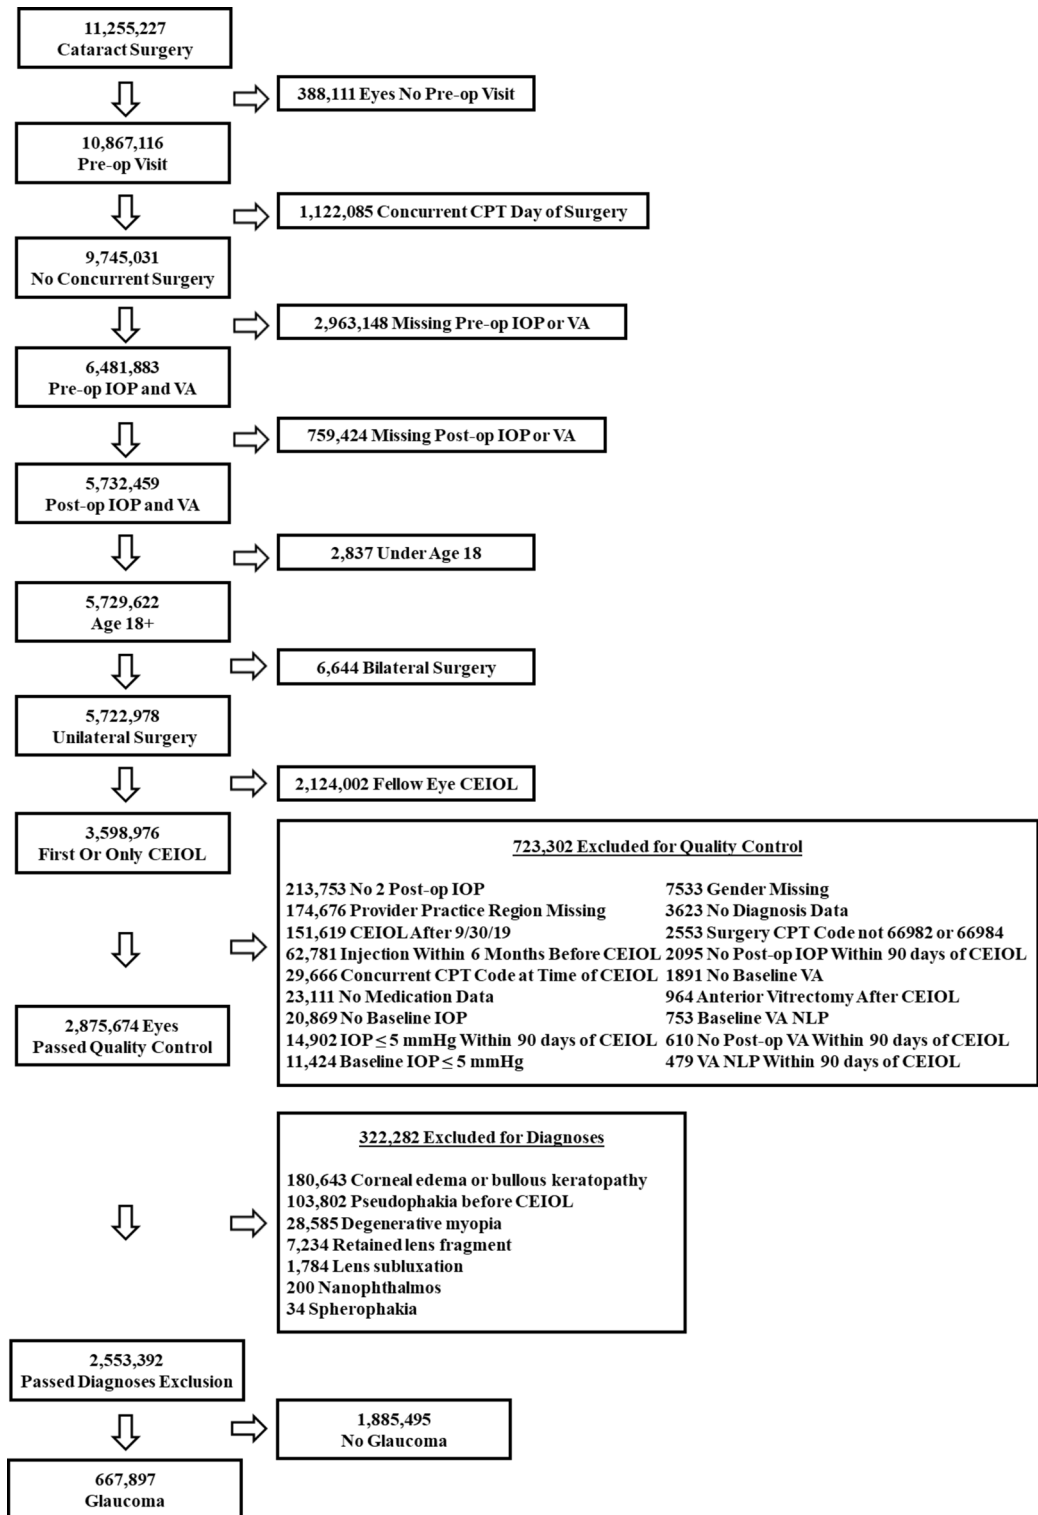 11,255,227
Cataract Surgery
388,111 Eyes No Pre-op Visit
10,867,116
Pre-op Visit
1,122,085 Concurrent CPT Day of Surgery
9,745,031
No Concurrent Surgery
2,963,148 Missing Pre-op IOP or VA
6,481,883
Pre-op IOP and VA
759,424 Missing Post-op IOP or VA
5,732,459
Post-op IOP and VA
2,837 Under Age 18
5,729,622
Age 18+
6,644 Bilateral Surgery
5,722,978
Unilateral Surgery
2,124,002 Fellow Eye CEIOL
3,598,976
First Or Only CEIOL
723,302 Excluded for Quality Control
213,753 No 2 Post-op IOP
174,676 Provider Practice Region Missing
151,619 CEIOL After 9/30/19
62,781 Injection Within 6 Months Before CEIOL
29,666 Concurrent CPT Code at Time of CEIOL
23,111 No Medication Data
20,869 No Baseline IOP
14,902 IOP ≤ 5 mmHg Within 90 days of CEIOL
11,424 Baseline IOP ≤ 5 mmHg
7533 Gender Missing
3623 No Diagnosis Data
2553 Surgery CPT Code not 66982 or 66984
2095 No Post-op IOP Within 90 days of CEIOL
1891 No Baseline VA
964 Anterior Vitrectomy After CEIOL
753 Baseline VA NLP
610 No Post-op VA Within 90 days of CEIOL
479 VA NLP Within 90 days of CEIOL
2,875,674 Eyes
Passed Quality Control
322,282 Excluded for Diagnoses
180,643 Corneal edema or bullous keratopathy
103,802 Pseudophakia before CEIOL
28,585 Degenerative myopia
7,234 Retained lens fragment
1,784 Lens subluxation
200 Nanophthalmos
34 Spherophakia
2,553,392
Passed Diagnoses Exclusion
1,885,495
No Glaucoma
667,897
Glaucoma